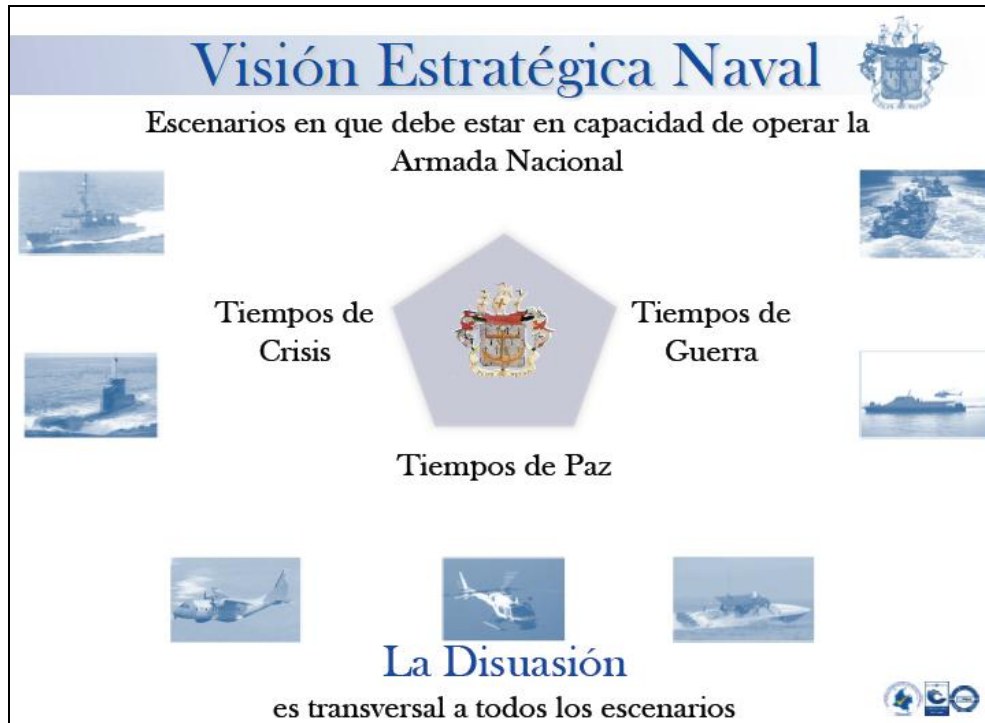 Visión Estratégica Naval
Escenarios en que debe estar en capacidad de operar la
Armada Nacional
Tiempos de
Crisis
Tiempos de
Guerra
Tiempos de Paz
La Disuasión
es transversal a todos los escenarios